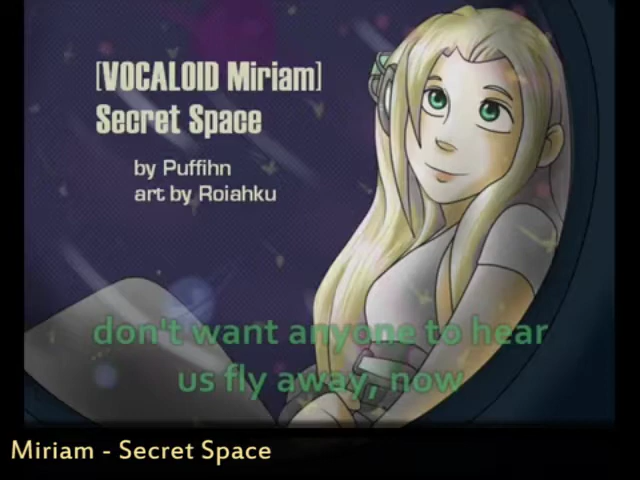 [VOCALOID Miriam]
Secret Space
by Puffihn
art by Roiahku
don't want anyone to hear
us fly away, now
Miriam - Secret Space